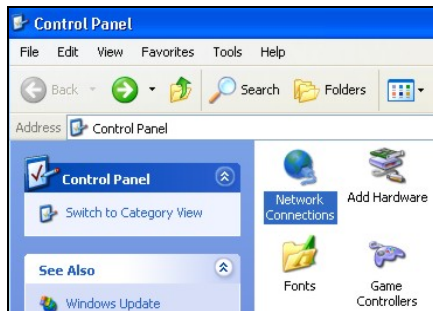 Control Panel
File Edit View Favorites Tools Help
Back Search Folders
Address Control Panel
Control Panel
Switch to Category View
See Also
Windows Update
Network
Connections
Add Hardware
Fonts
Game
Controllers